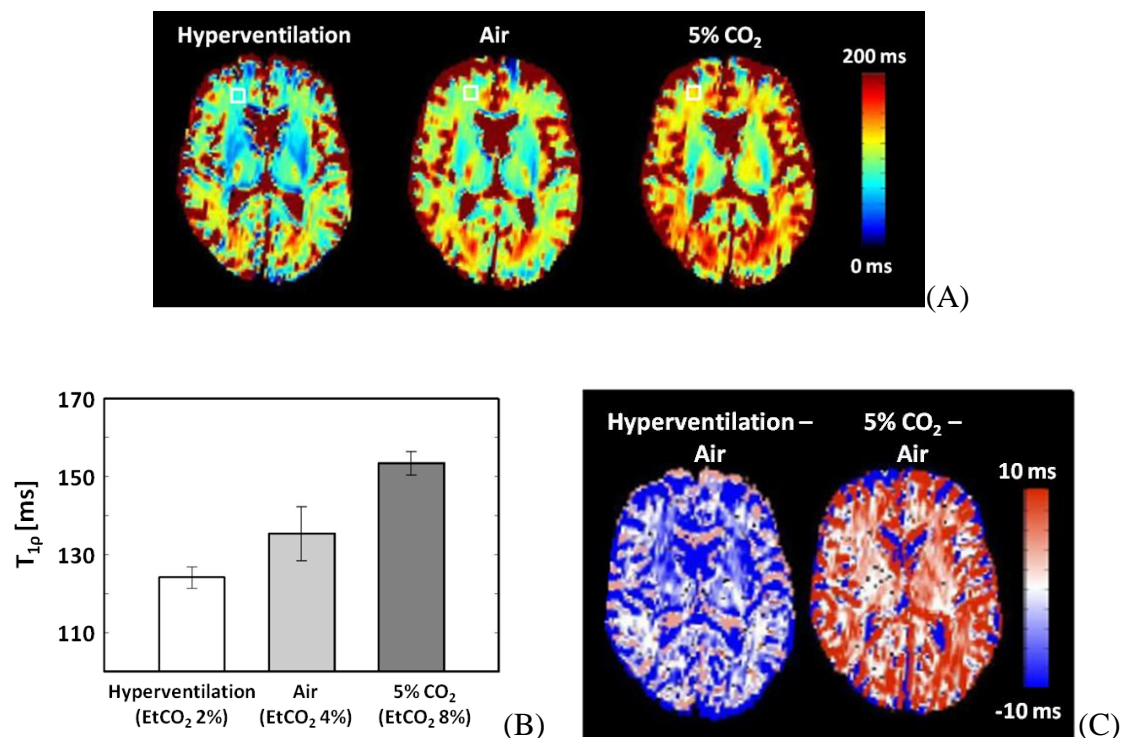 Hyperventilation Air 5% CO₂
200 ms
0 ms
(A)
T₁ρ [ms]
170
150
130
110
Hyperventilation Air 5% CO₂
(EtCO₂ 2%) (EtCO₂ 4%) (EtCO₂ 8%)
(B)
Hyperventilation – 5% CO₂ –
Air Air
10 ms
-10 ms
(C)